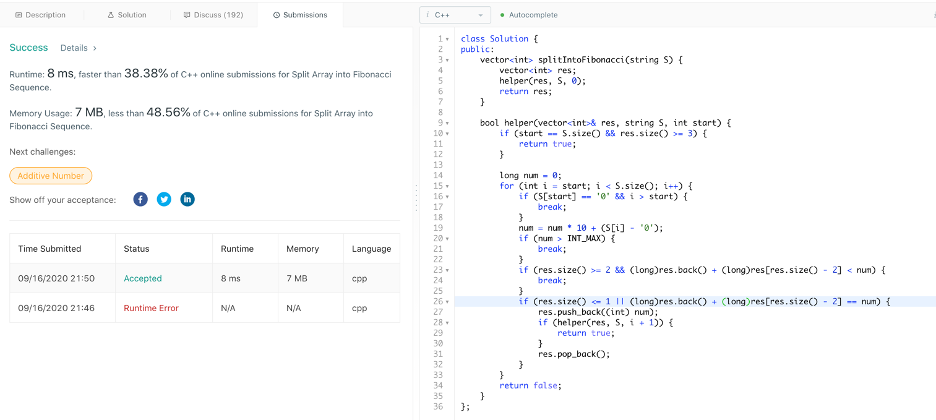 Description
Solution
Discuss (192)
Submissions
Success Details >
Runtime: 8 ms, faster than 38.38% of C++ online submissions for Split Array into Fibonacci
Sequence.
Memory Usage: 7 MB, less than 48.56% of C++ online submissions for Split Array into
Fibonacci Sequence.
Next challenges:
Additive Number
Show off your acceptance:
Time Submitted Status Runtime Memory Language
09/16/2020 21:50 Accepted 8 ms 7 MB cpp
09/16/2020 21:46 Runtime Error N/A N/A cpp
i C++ Autocomplete
1 class Solution {
2 public:
3 vector<int> splitIntoFibonacci(string S) {
4 vector<int> res;
5 helper(res, S, 0);
6 return res;
7 }
8
9 bool helper(vector<int>& res, string S, int start) {
10 if (start == S.size() && res.size() >= 3) {
11 return true;
12 }
13
14 long num = 0;
15 for (int i = start; i < S.size(); i++) {
16 if (S[start] == '0' && i > start) {
17 break;
18 }
19 num = num * 10 + (S[i] - '0');
20 if (num > INT_MAX) {
21 break;
22 }
23 if (res.size() >= 2 && (long)res.back() + (long)res[res.size() - 2] < num) {
24 break;
25 }
26 if (res.size() <= 1 || (long)res.back() + (long)res[res.size() - 2] == num) {
27 res.push_back((int) num);
28 if (helper(res, S, i + 1)) {
29 return true;
30 }
31 res.pop_back();
32 }
33 }
34 return false;
35 }
36 };